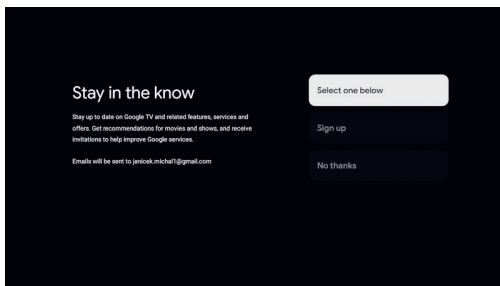 Stay in the know
Stay up to date on Google TV and related features, services and
offers. Get recommendations for movies and shows, and receive
invitations to help improve Google services.
Emails will be sent to janicek.michal1@gmail.com
Select one below
Sign up
No thanks